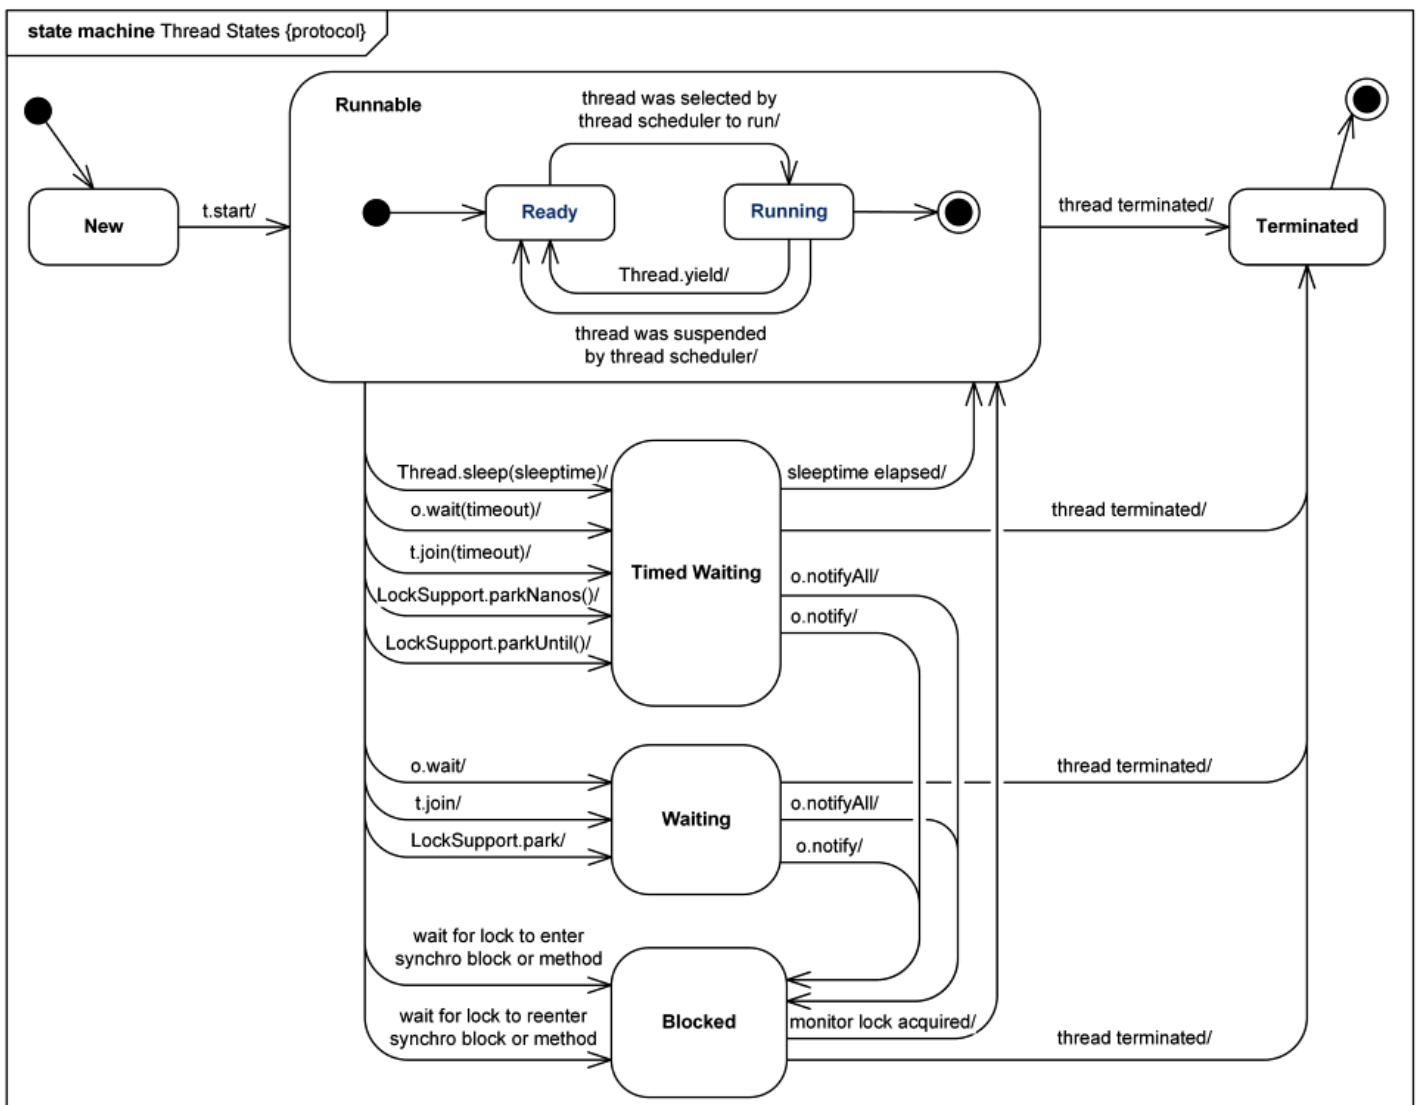 state machine Thread States {protocol}
Runnable
thread was selected by
thread scheduler to run/
New
t.start/
Ready
Running
thread terminated/
Terminated
Thread.yield/
thread was suspended
by thread scheduler/
Thread.sleep(sleeptime)/
o.wait(timeout)/
t.join(timeout)/
LockSupport.parkNanos()/
LockSupport.parkUntil()/
Timed Waiting
sleeptime elapsed/
thread terminated/
o.notifyAll/
o.notify/
o.wait/
t.join/
LockSupport.park/
Waiting
thread terminated/
o.notifyAll/
o.notify/
wait for lock to enter
synchro block or method
wait for lock to reenter
synchro block or method
Blocked
monitor lock acquired/
thread terminated/